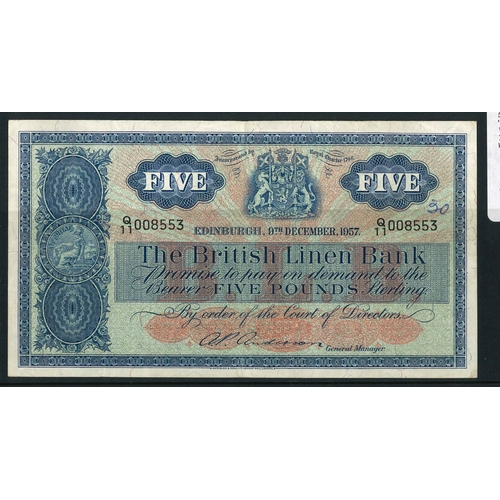 Incorporated by Royal Charter 1746
FIVE FIVE
Q/11 008553 Q/11 008553
50
EDINBURGH, 9TH DECEMBER, 1957.
The British Linen Bank
Promise to pay on demand to the
Bearer FIVE POUNDS Sterling.
By order of the Court of Directors.
A.P. Anderson
General Manager